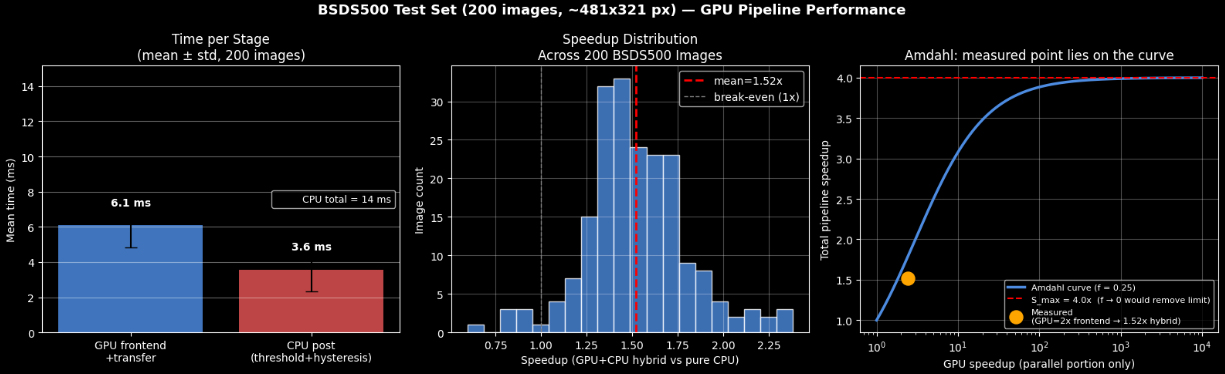 BSDS500 Test Set (200 images, ~481x321 px) — GPU Pipeline Performance
Time per Stage
(mean ± std, 200 images)
Mean time (ms)
14
12
10
8
6
4
2
0
6.1 ms
3.6 ms
CPU total = 14 ms
GPU frontend
+transfer
CPU post
(threshold+hysteresis)
Speedup Distribution
Across 200 BSDS500 Images
Image count
30
25
20
15
10
5
0
mean=1.52x
break-even (1x)
0.75 1.00 1.25 1.50 1.75 2.00 2.25
Speedup (GPU+CPU hybrid vs pure CPU)
Amdahl: measured point lies on the curve
Total pipeline speedup
4.0
3.5
3.0
2.5
2.0
1.5
1.0
Amdahl curve (f = 0.25)
S_max = 4.0x (f → 0 would remove limit)
Measured
(GPU=2x frontend → 1.52x hybrid)
10⁰ 10¹ 10² 10³ 10⁴
GPU speedup (parallel portion only)